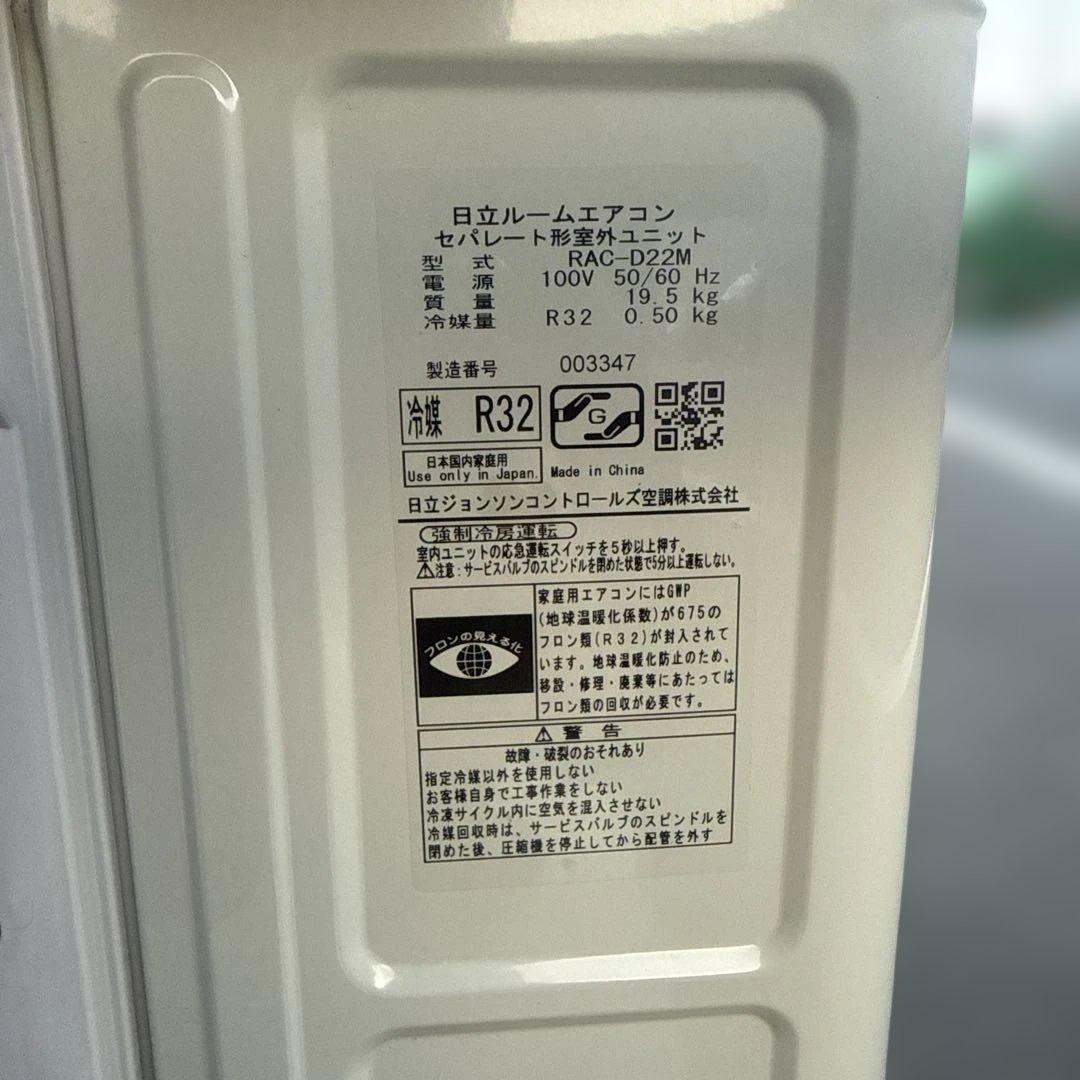 日立ルームエアコン
セパレート形室外ユニット
型 式 RAC-D22M
電 源 100V 50/60 Hz
質 量 19.5 kg
冷媒量 R32 0.50 kg
製造番号 003347
冷媒 R32
G
日本国内家庭用
Use only in Japan.
Made in China
日立ジョンソンコントロールズ空調株式会社
強制冷房運転
室内ユニットの応急運転スイッチを5秒以上押す。
⚠注意:サービスバルブのスピンドルを閉めた状態で5分以上運転しない。
フロンの見える化
家庭用エアコンにはGWP
(地球温暖化係数)が675の
フロン類(R32)が封入されて
います。地球温暖化防止のため、
移設・修理・廃棄等にあたっては
フロン類の回収が必要です。
⚠ 警 告
故障・破裂のおそれあり
指定冷媒以外を使用しない
お客様自身で工事作業をしない
冷凍サイクル内に空気を混入させない
冷媒回収時は、サービスバルブのスピンドルを
閉めた後、圧縮機を停止してから配管を外す